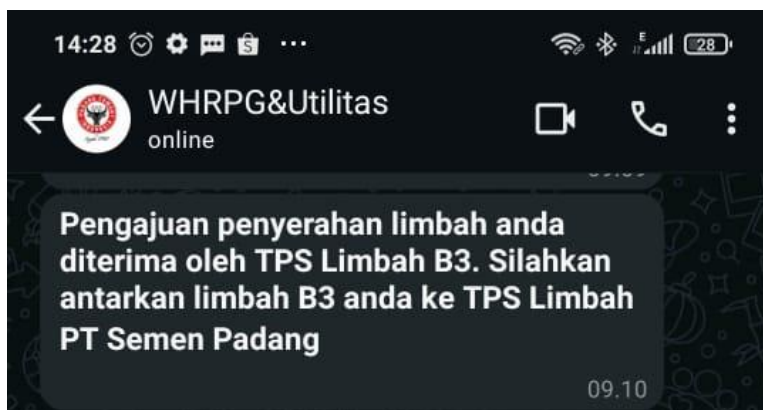 14:28
E
28
WHRPG&Utilitas
online
Pengajuan penyerahan limbah anda
diterima oleh TPS Limbah B3. Silahkan
antarkan limbah B3 anda ke TPS Limbah
PT Semen Padang
09.10